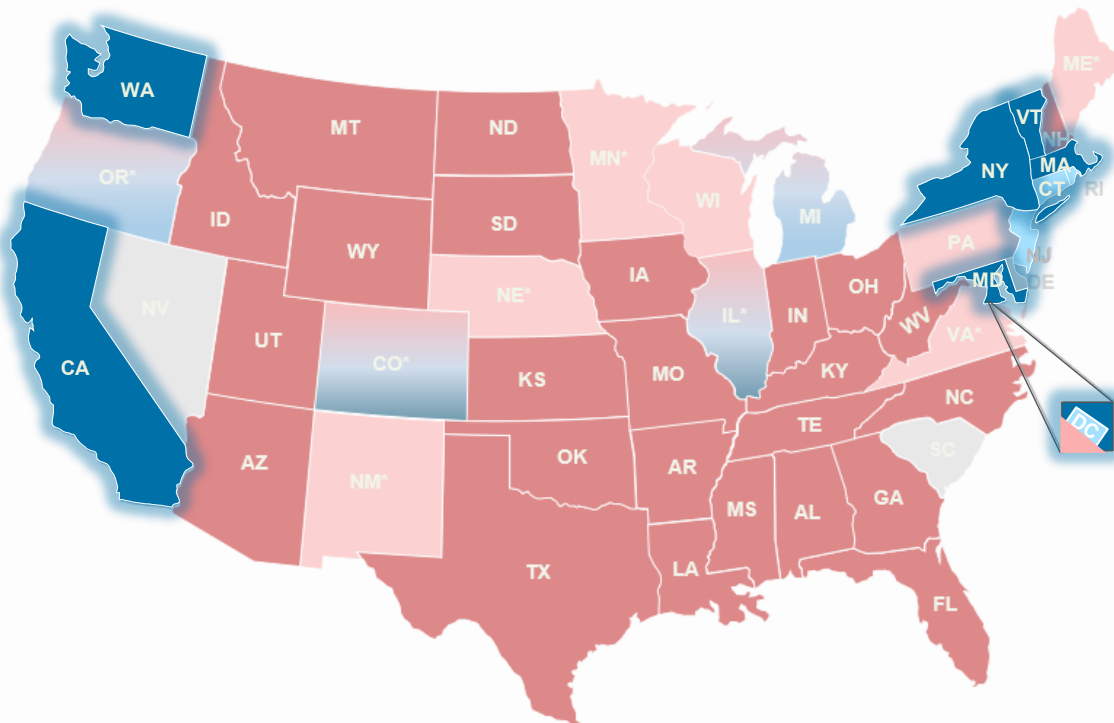 WA
MT
ND
MN*
ME*
VT
NH
OR*
ID
SD
WI
NY
MA
CT
RI
WY
MI
PA
NJ
NV
IA
NE*
OH
MD
DE
UT
CO*
IL*
IN
WV
VA*
CA
KS
MO
KY
NC
AZ
NM*
OK
AR
TE
SC
DC
TX
MS
AL
GA
LA
FL